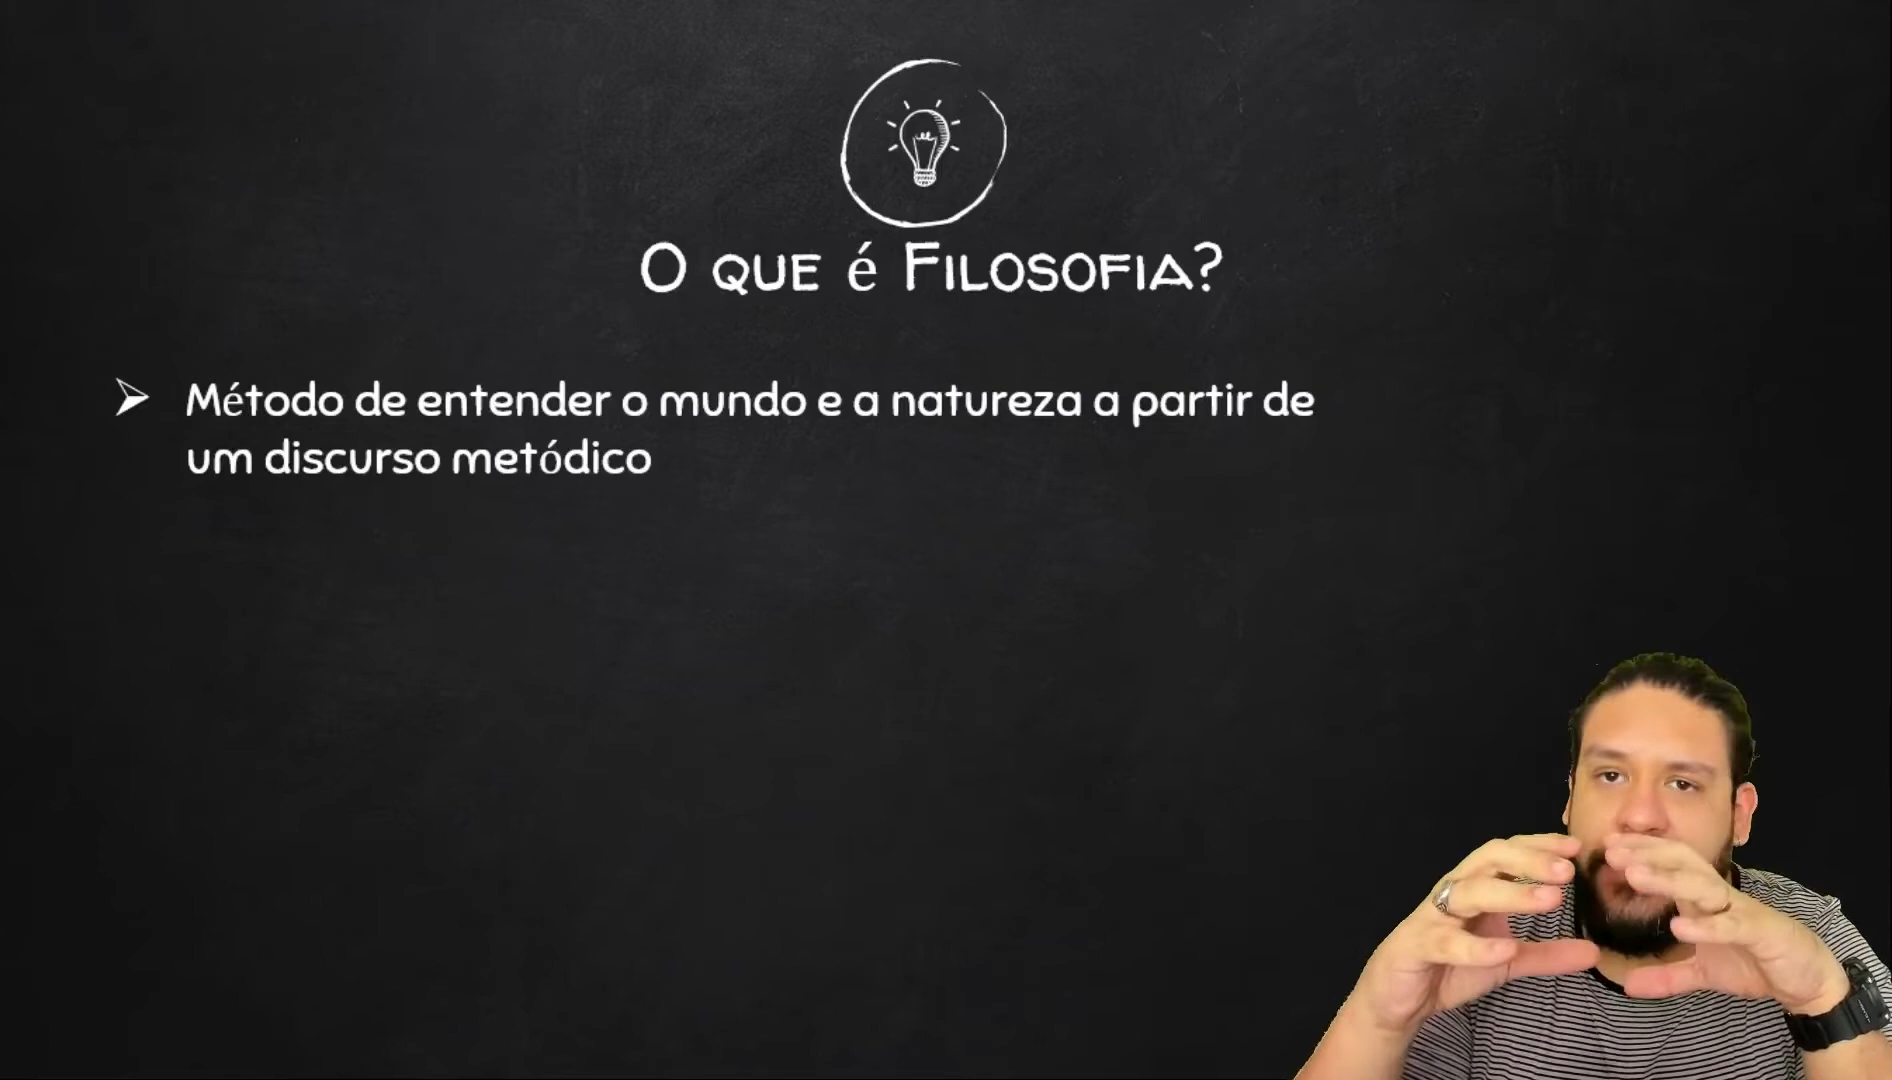 O que é Filosofia?
Método de entender o mundo e a natureza a partir de
um discurso metódico